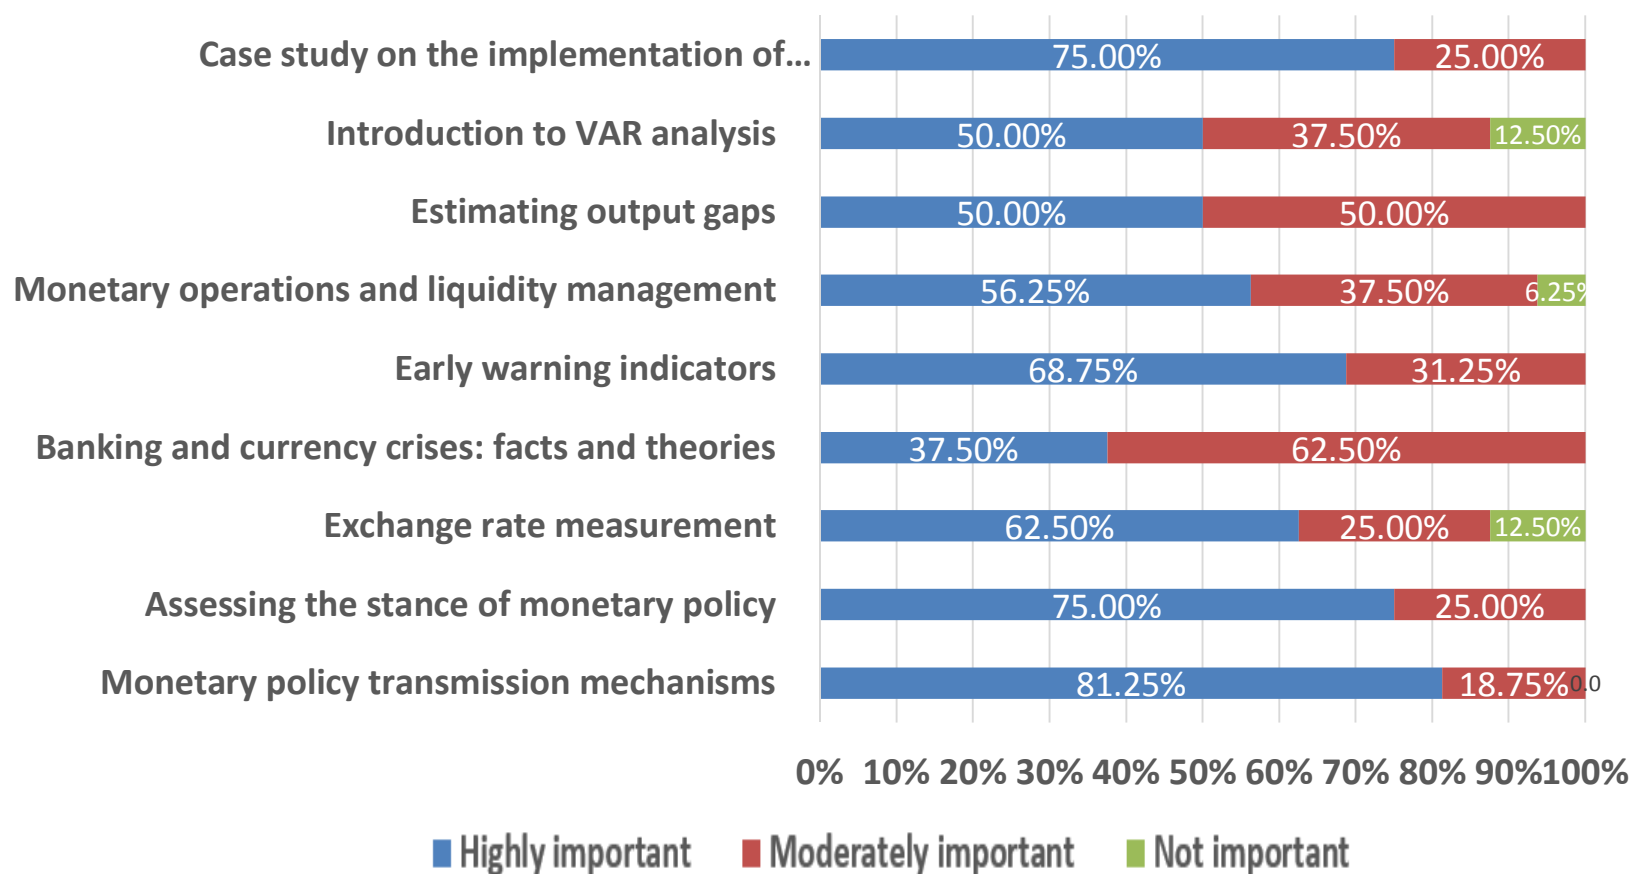 Case study on the implementation of… 75.00% 25.00%
Introduction to VAR analysis 50.00% 37.50% 12.50%
Estimating output gaps 50.00% 50.00%
Monetary operations and liquidity management 56.25% 37.50% 6.25%
Early warning indicators 68.75% 31.25%
Banking and currency crises: facts and theories 37.50% 62.50%
Exchange rate measurement 62.50% 25.00% 12.50%
Assessing the stance of monetary policy 75.00% 25.00%
Monetary policy transmission mechanisms 81.25% 18.75% 0.0
0% 10% 20% 30% 40% 50% 60% 70% 80% 90% 100%
Highly important Moderately important Not important